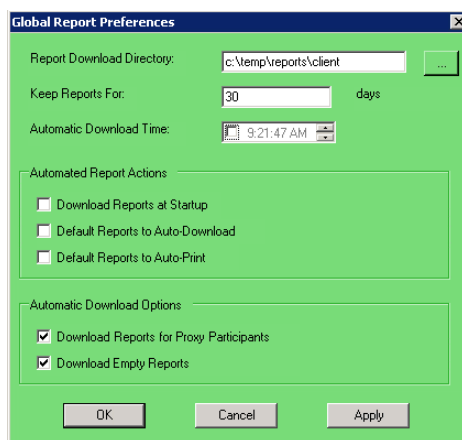 Global Report Preferences
Report Download Directory: c:\temp\reports\client ...
Keep Reports For: 30 days
Automatic Download Time: 9:21:47 AM
Automated Report Actions
Download Reports at Startup
Default Reports to Auto-Download
Default Reports to Auto-Print
Automatic Download Options
Download Reports for Proxy Participants
Download Empty Reports
OK Cancel Apply